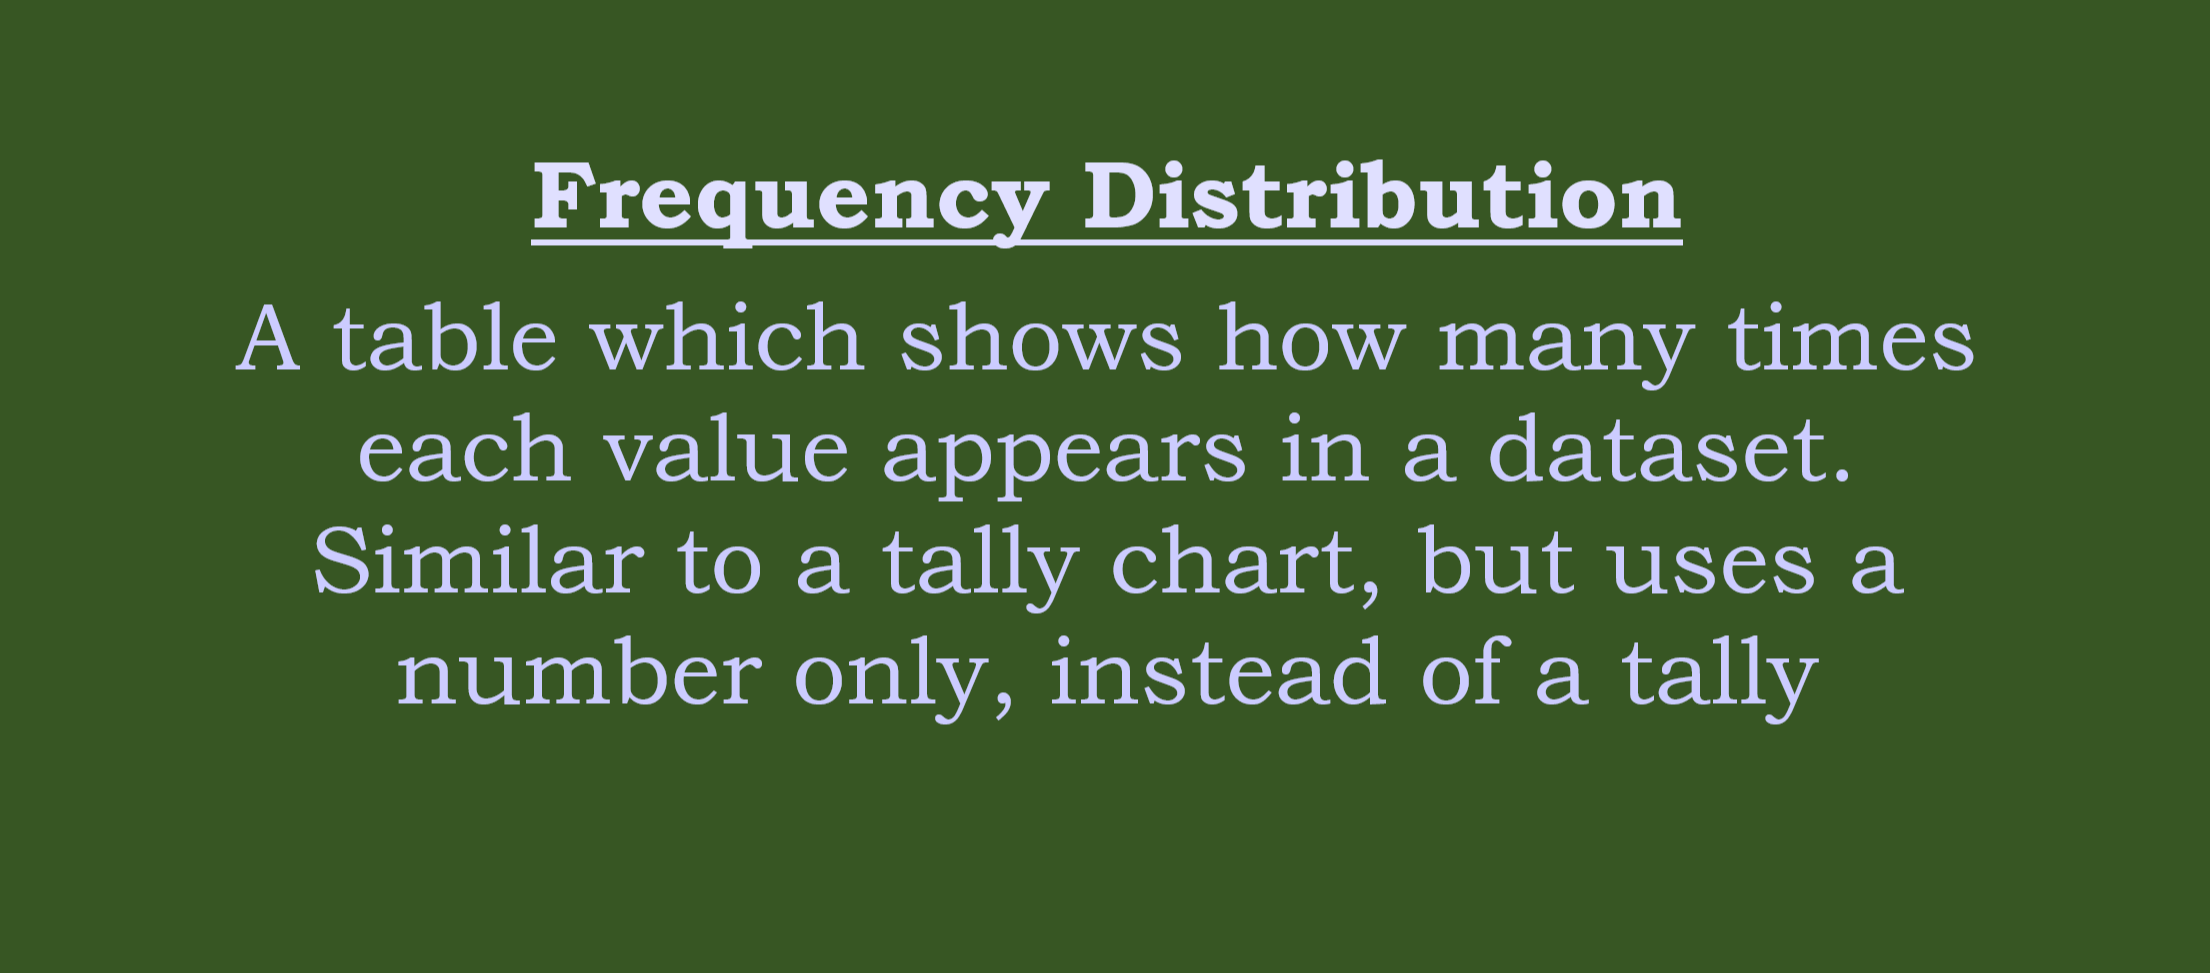 Frequency Distribution
A table which shows how many times
each value appears in a dataset.
Similar to a tally chart, but uses a
number only, instead of a tally